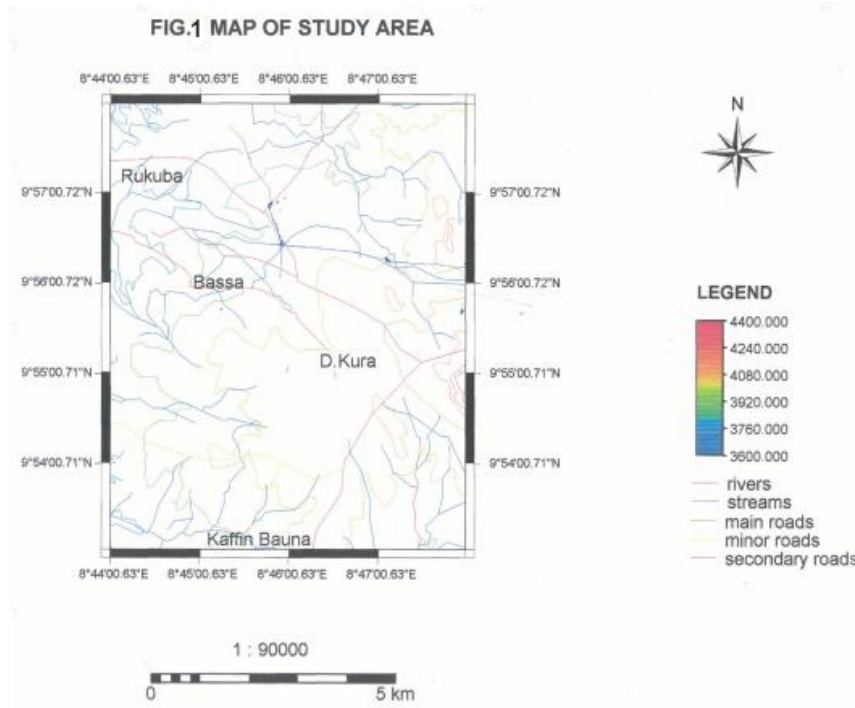 FIG.1 MAP OF STUDY AREA
8°44'00.63"E 8°45'00.63"E 8°46'00.63"E 8°47'00.63"E
N
Rukuba
9°57'00.72"N 9°57'00.72"N
9°56'00.72"N Bassa 9°56'00.72"N
LEGEND
4400.000
4240.000
4080.000
3920.000
3760.000
3600.000
D.Kura
9°55'00.71"N 9°55'00.71"N
9°54'00.71"N 9°54'00.71"N
rivers
streams
main roads
minor roads
secondary roads
Kaffin Bauna
8°44'00.63"E 8°45'00.63"E 8°46'00.63"E 8°47'00.63"E
1 : 90000
0 5 km